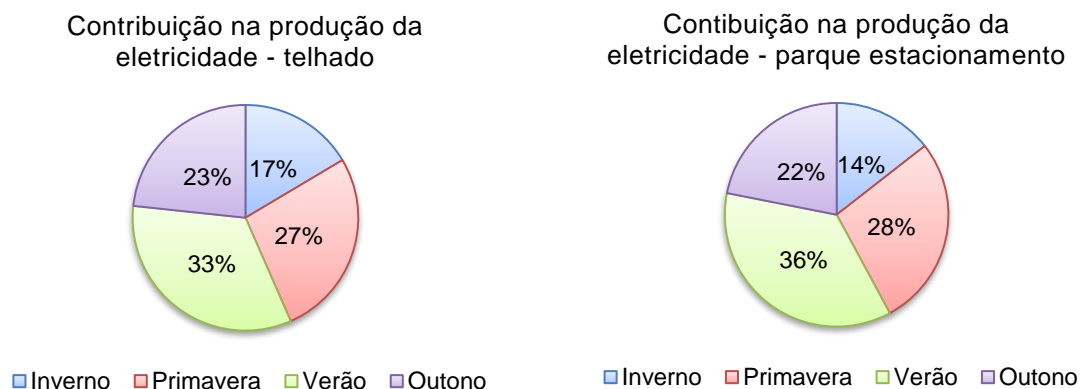 Contribuição na produção da
eletricidade - telhado
17%
23%
27%
33%
Inverno Primavera Verão Outono
Contibuição na produção da
eletricidade - parque estacionamento
14%
22%
28%
36%
Inverno Primavera Verão Outono